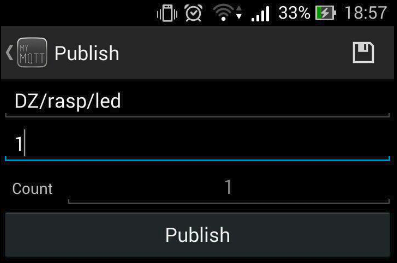 33% 18:57
MY
MQTT
Publish
DZ/rasp/led
1
Count 1
Publish